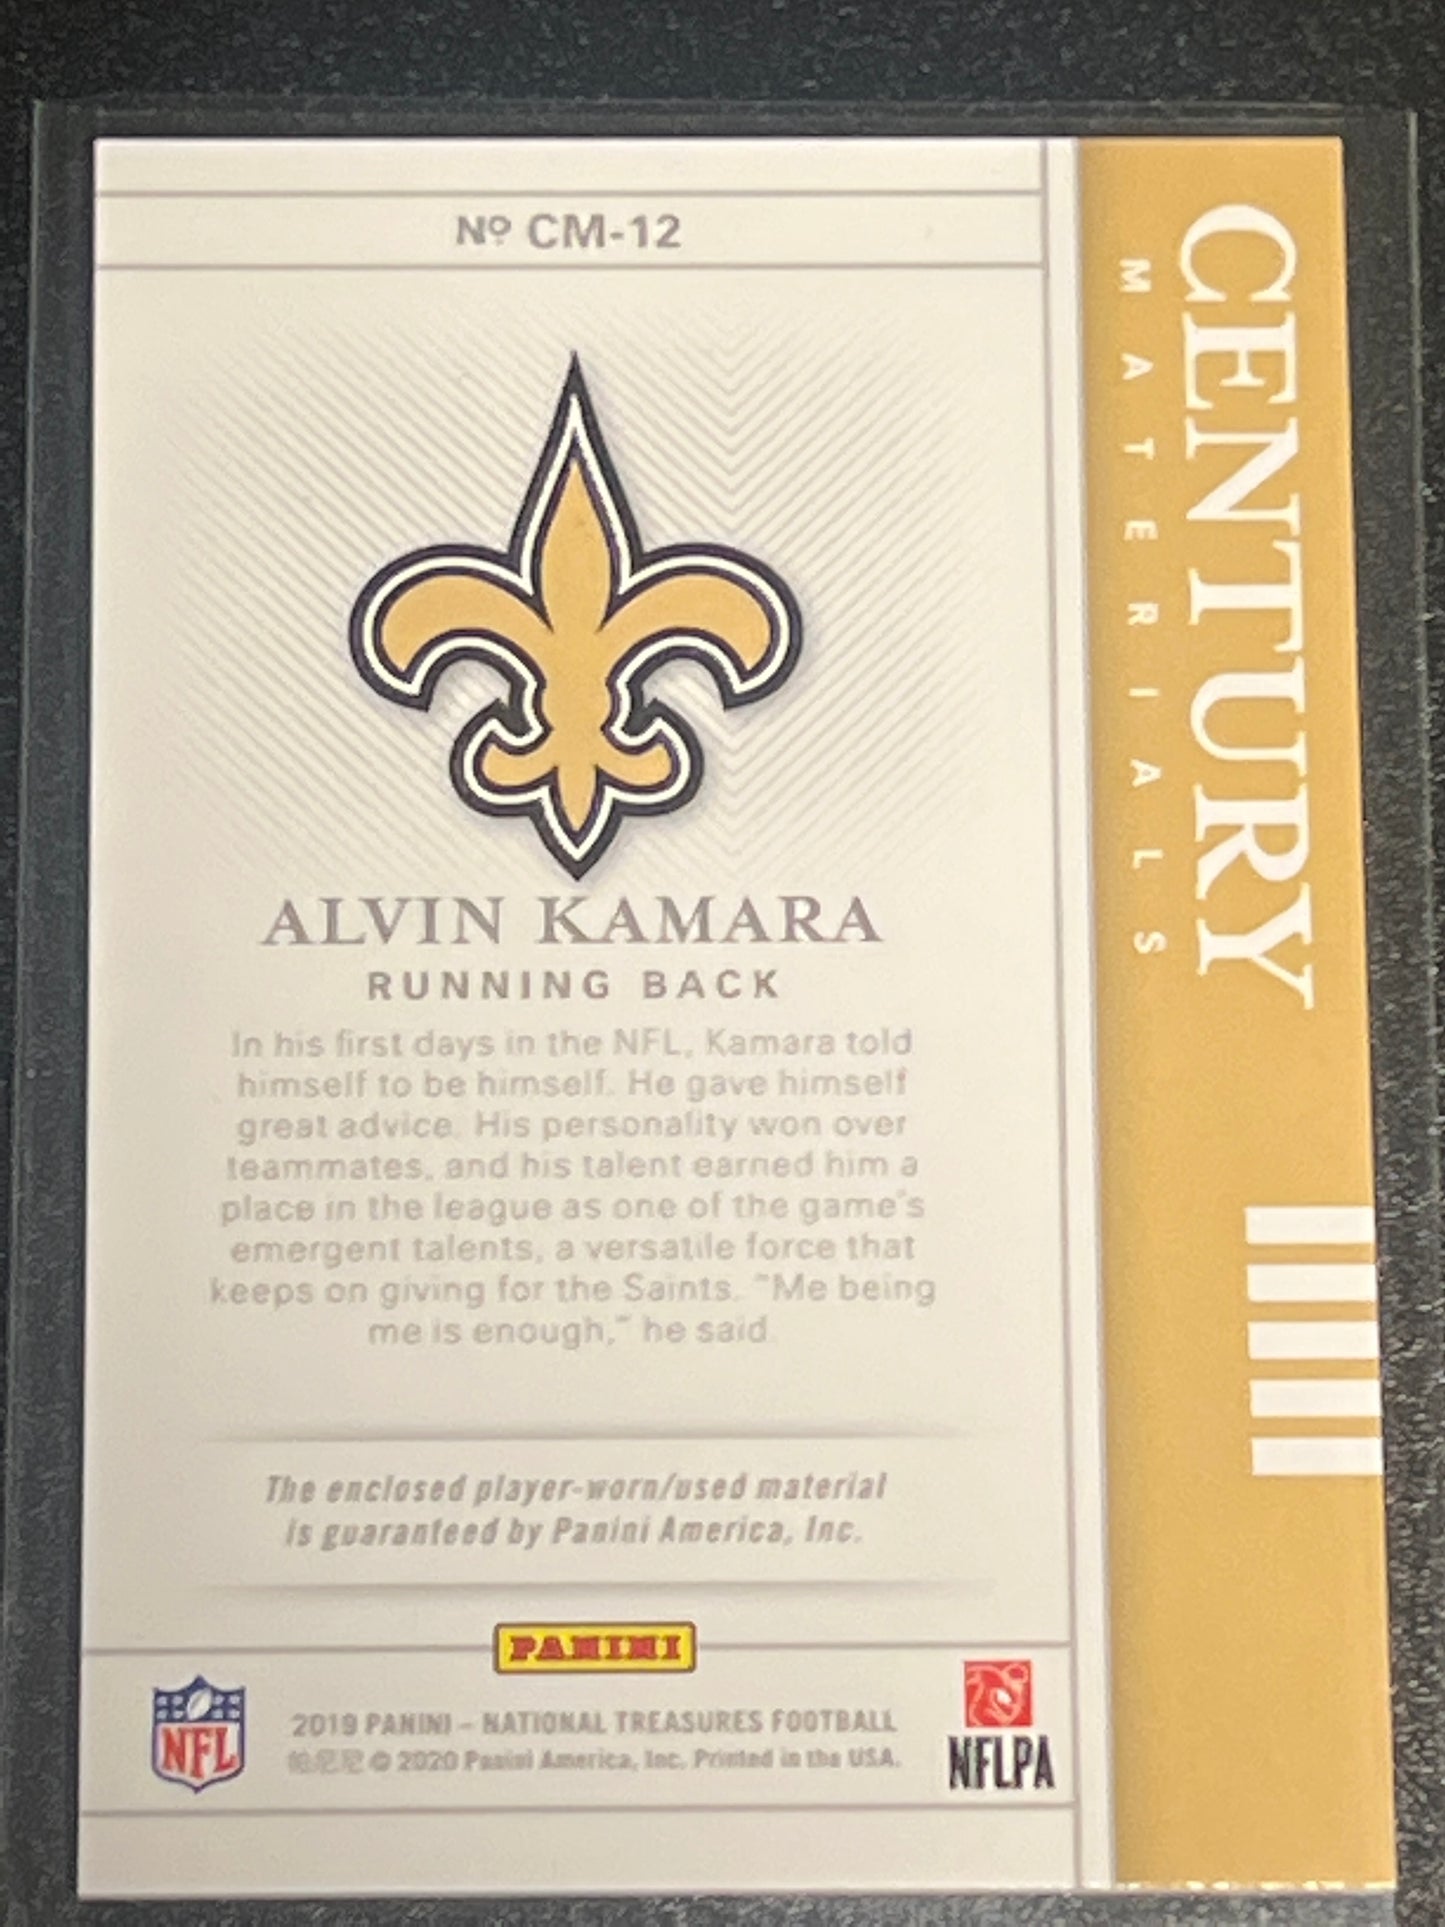 Nº CM-12
CENTURY
MATERIALS
ALVIN KAMARA
RUNNING BACK
In his first days in the NFL, Kamara told
himself to be himself. He gave himself
great advice. His personality won over
teammates, and his talent earned him a
place in the league as one of the game's
emergent talents, a versatile force that
keeps on giving for the Saints. "Me being
me is enough," he said.
The enclosed player-worn/used material
is guaranteed by Panini America, Inc.
PANINI
NFL
2019 PANINI – NATIONAL TREASURES FOOTBALL
帕尼尼 © 2020 Panini America, Inc. Printed in the USA.
NFLPA